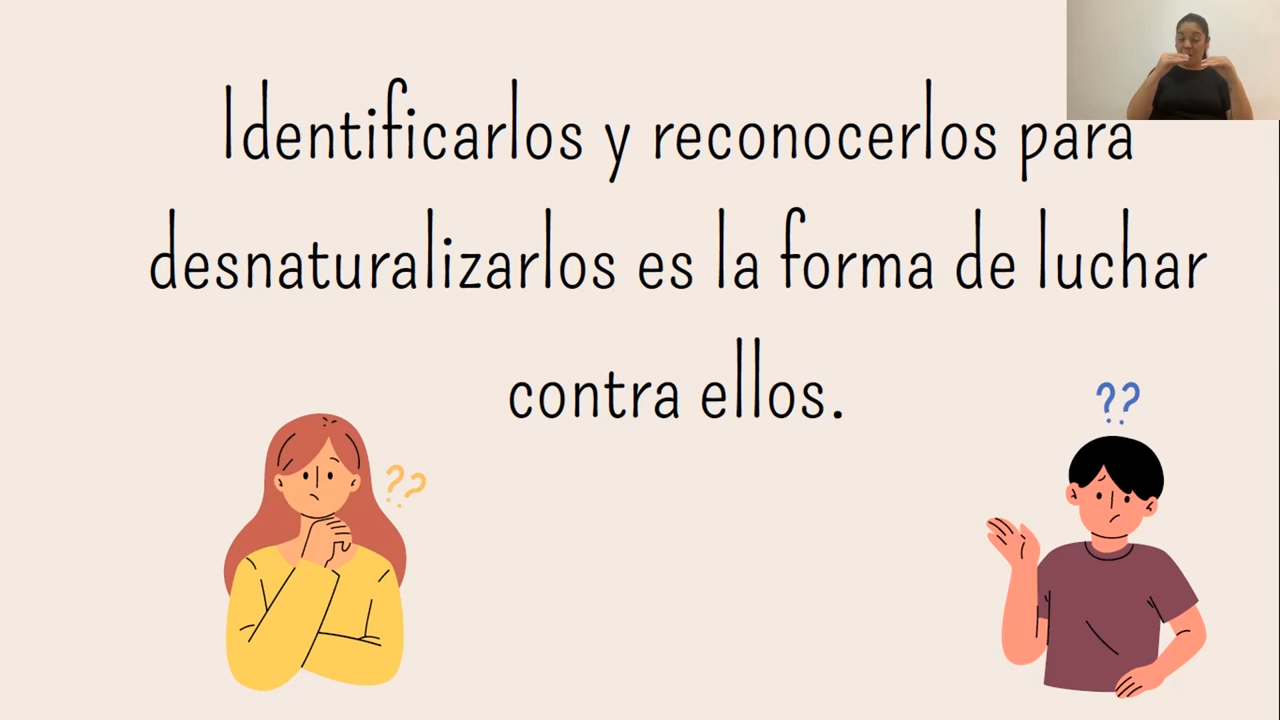 Identificarlos y reconocerlos para
desnaturalizarlos es la forma de luchar
contra ellos.
??
??